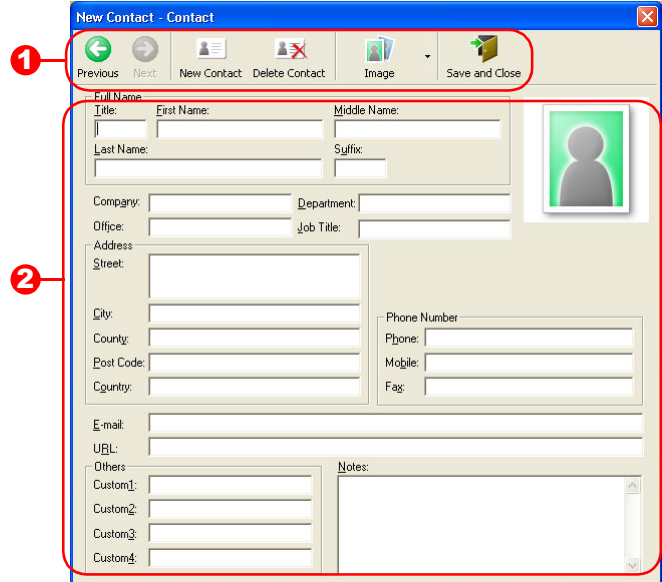 New Contact - Contact
1
Previous Next New Contact Delete Contact Image Save and Close
2
Full Name
Title: First Name: Middle Name:
Last Name: Suffix:
Company: Department:
Office: Job Title:
Address
Street:
City:
County:
Post Code:
Country:
Phone Number
Phone:
Mobile:
Fax:
E-mail:
URL:
Others
Custom1:
Custom2:
Custom3:
Custom4:
Notes: